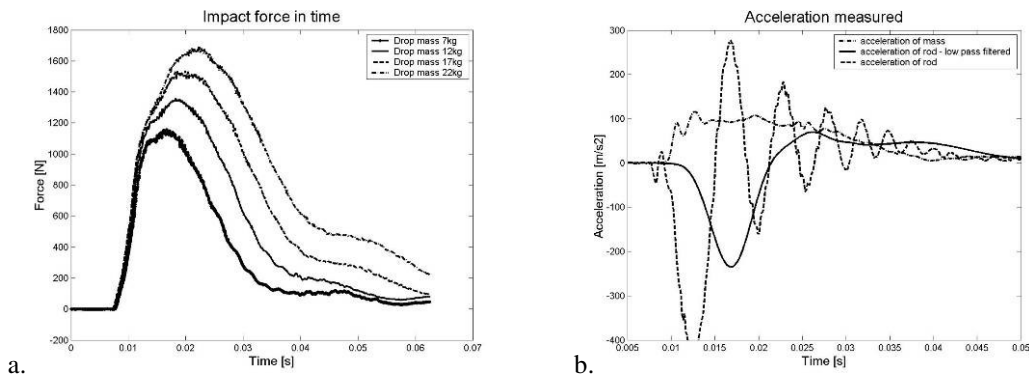 Impact force in time
1800
1600
1400
1200
1000
800
600
400
200
0
-200
Force [N]
Drop mass 7kg
Drop mass 12kg
Drop mass 17kg
Drop mass 22kg
0
0.01
0.02
0.03
0.04
0.05
0.06
0.07
Time [s]
a.
Acceleration measured
300
200
100
0
-100
-200
-300
-400
Acceleration [m/s2]
acceleration of mass
acceleration of rod - low pass filtered
acceleration of rod
0.005
0.01
0.015
0.02
0.025
0.03
0.035
0.04
0.045
0.05
Time [s]
b.